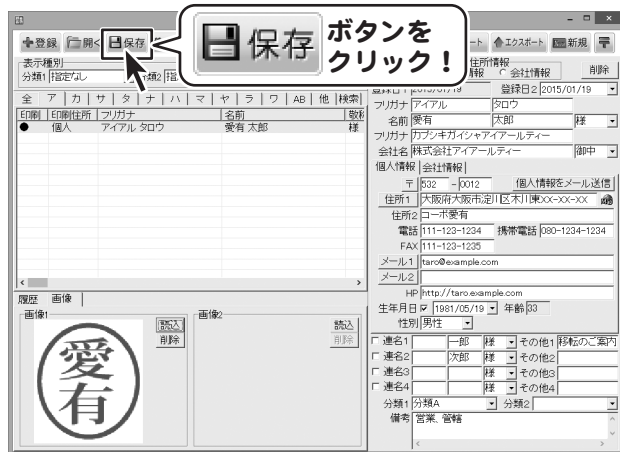 登録 開く 保存
保存
ボタンを
クリック！
エクスポート 新規 〒
表示種別
分類1 指定なし
住所情報
会社情報
削除
登録日1 2015/01/19 登録日2 2015/01/19
全 ア カ サ タ ナ ハ マ ヤ ラ ワ AB 他 検索
印刷 印刷住所 フリガナ 名前 敬称
● 個人 アイアル タロウ 愛有 太郎 様
フリガナ アイアル タロウ
名前 愛有 太郎 様
フリガナ カブシキガイシャアイアールティー
会社名 株式会社アイアールティー 御中
個人情報 会社情報
〒 532 - 0012 個人情報をメール送信
住所1 大阪府大阪市淀川区木川東××-××-××
住所2 コーポ愛有
電話 111-123-1234 携帯電話 080-1234-1234
FAX 111-123-1235
メール1 taro@example.com
メール2
HP http://taro.example.com
生年月日 1981/05/19 年齢 33
性別 男性
履歴 画像
画像1 読込 削除
画像2 読込 削除
愛有
連名1 一郎 様 その他1 移転のご案内
連名2 次郎 様 その他2
連名3 様 その他3
連名4 様 その他4
分類1 分類A 分類2
備考 営業、管轄